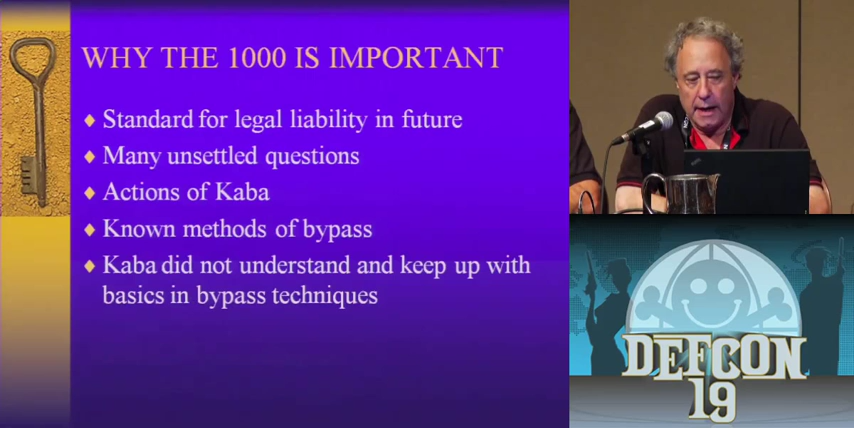 WHY THE 1000 IS IMPORTANT
Standard for legal liability in future
Many unsettled questions
Actions of Kaba
Known methods of bypass
Kaba did not understand and keep up with
basics in bypass techniques
DEFCON
19